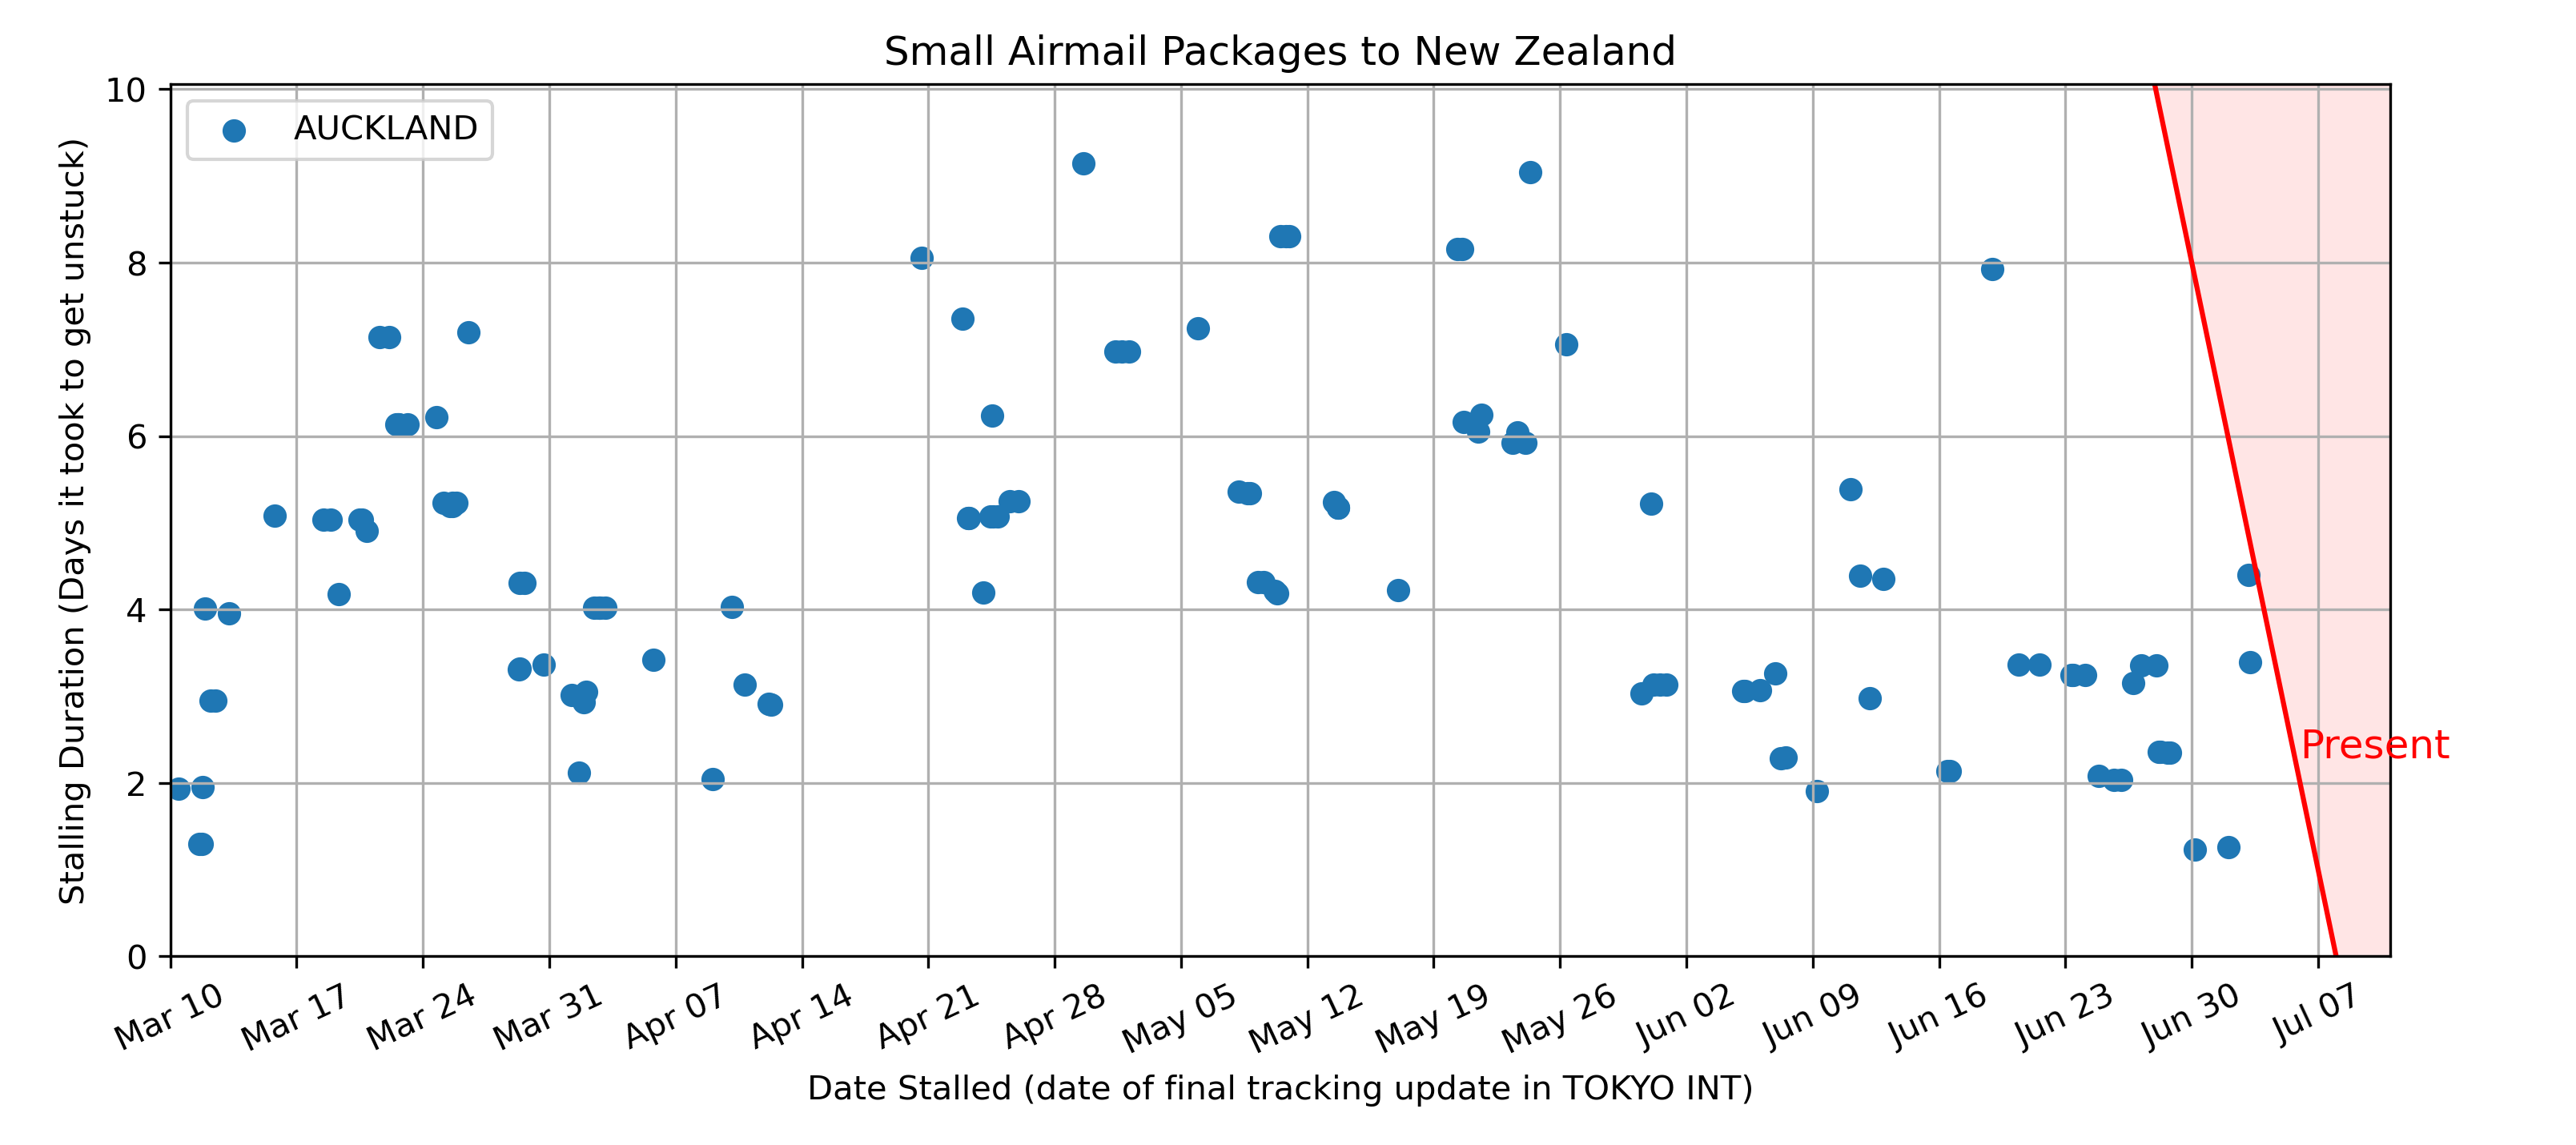 Small Airmail Packages to New Zealand
AUCKLAND
Stalling Duration (Days it took to get unstuck)
10
8
6
4
2
0
Present
Mar 10
Mar 17
Mar 24
Mar 31
Apr 07
Apr 14
Apr 21
Apr 28
May 05
May 12
May 19
May 26
Jun 02
Jun 09
Jun 16
Jun 23
Jun 30
Jul 07
Date Stalled (date of final tracking update in TOKYO INT)